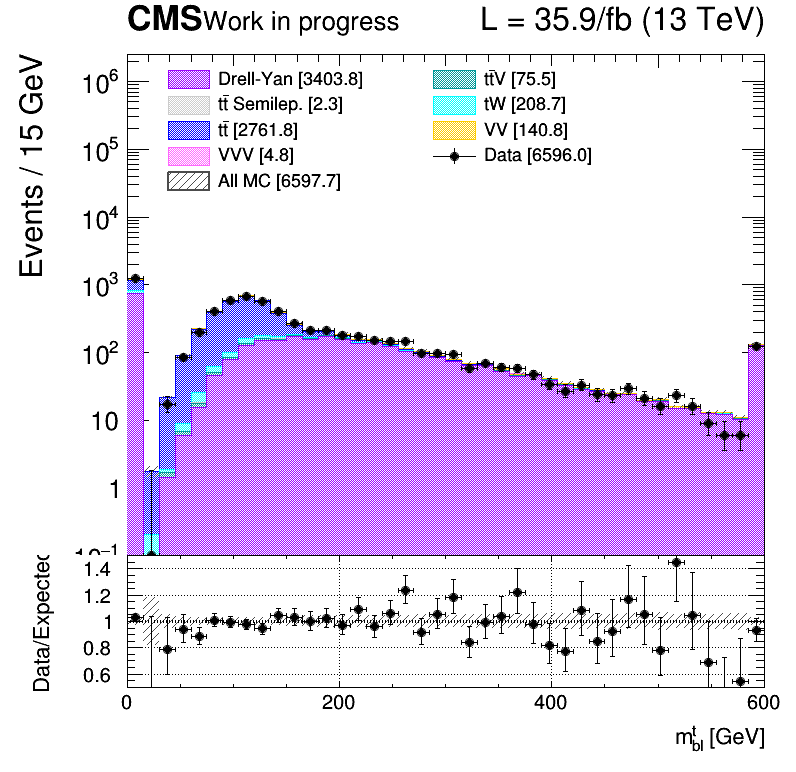 CMS Work in progress L = 35.9/fb (13 TeV)
Events / 15 GeV
Drell-Yan [3403.8]
tt̄ Semilep. [2.3]
tt̄ [2761.8]
VVV [4.8]
All MC [6597.7]
tt̄V [75.5]
tW [208.7]
VV [140.8]
Data [6596.0]
10⁶
10⁵
10⁴
10³
10²
10
1
10⁻¹
Data/Expected
1.4
1.2
1
0.8
0.6
0 200 400 600
mᵗbl [GeV]